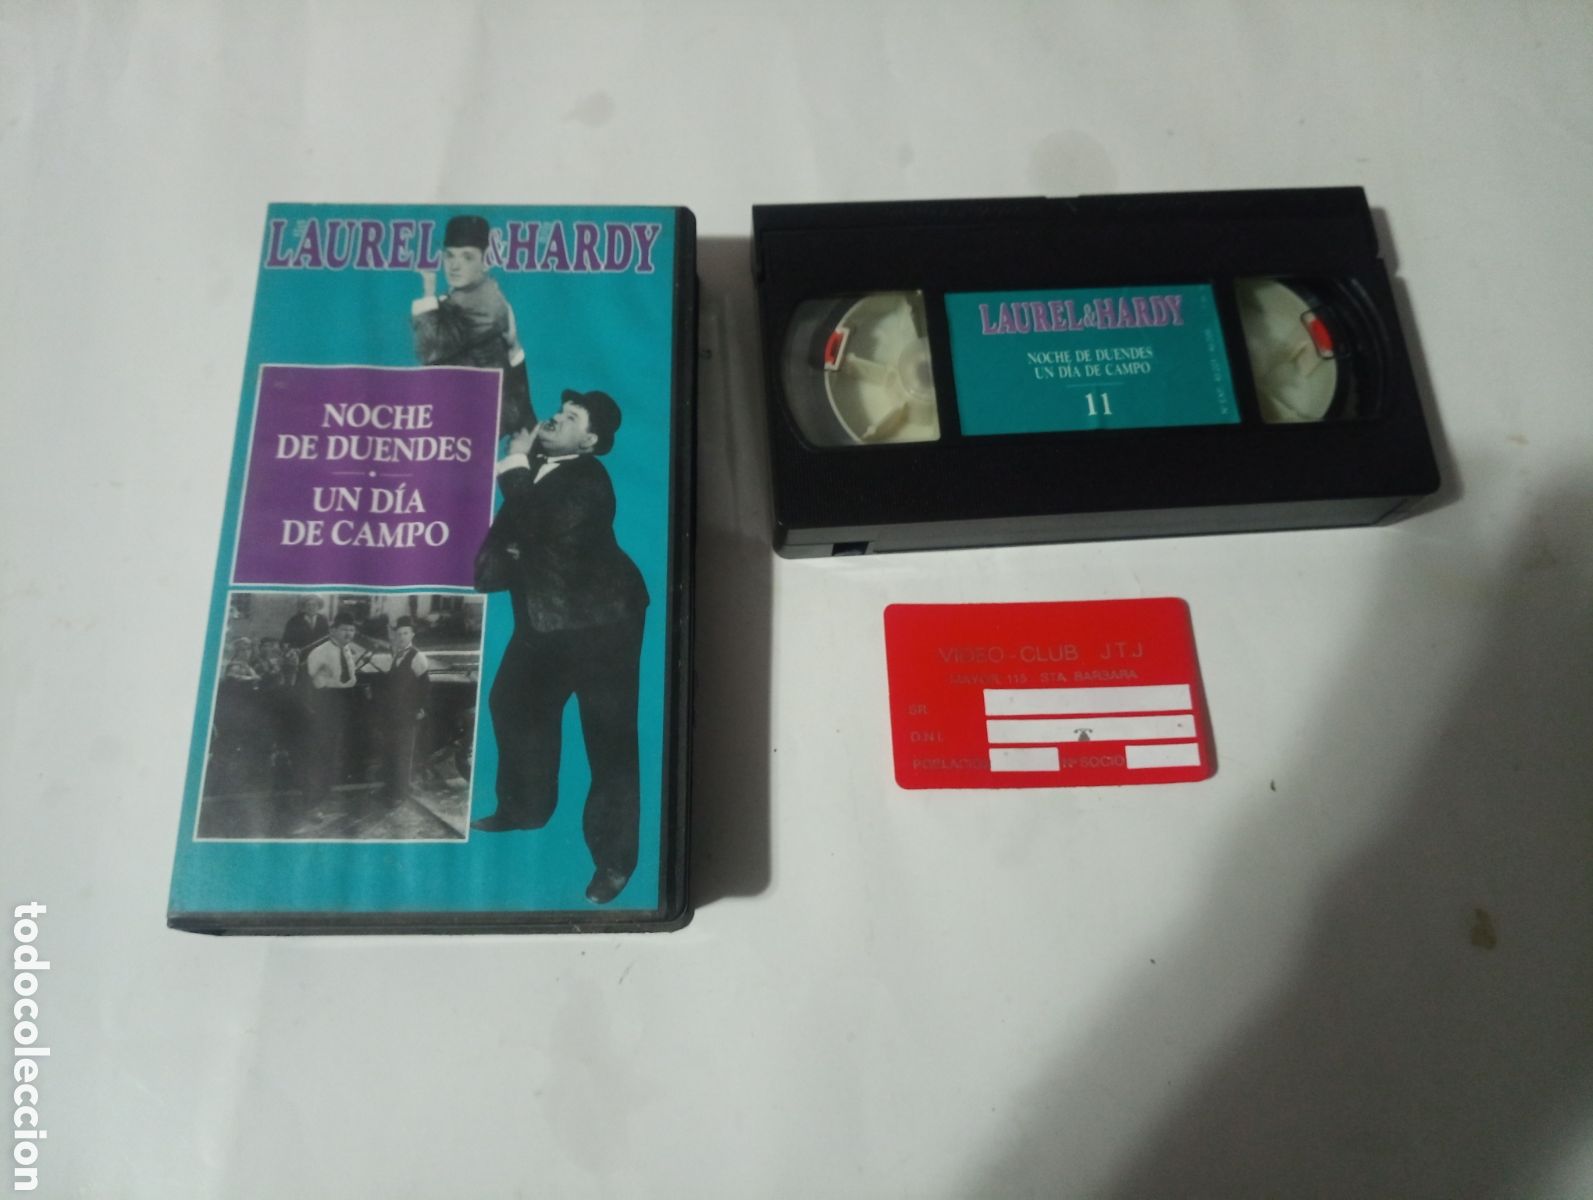 LAUREL & HARDY
NOCHE
DE DUENDES
UN DÍA
DE CAMPO
LAUREL & HARDY
NOCHE DE DUENDES
UN DÍA DE CAMPO
11
VIDEO-CLUB J.T.J
MAYOR, 115 STA. BARBARA
SR.
D.N.I.
POBLACIO
Nº SOCIO
todocoleccion